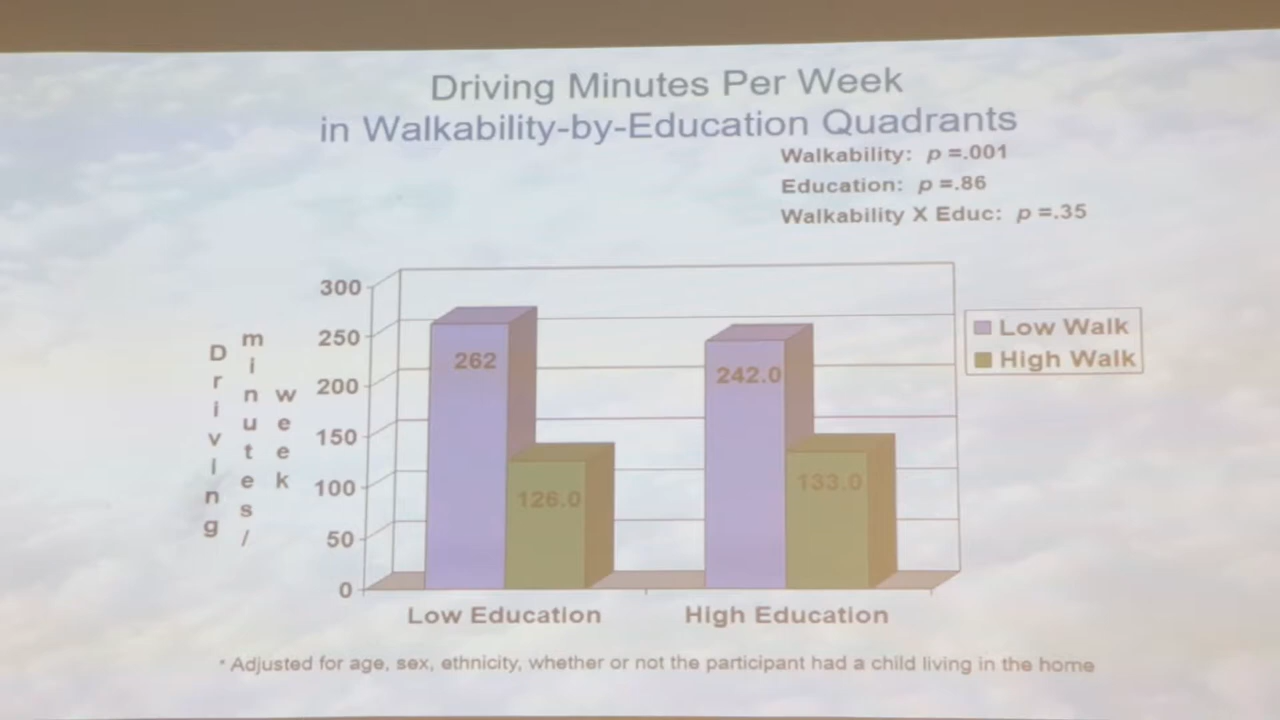 Driving Minutes Per Week
in Walkability-by-Education Quadrants
Walkability: p =.001
Education: p =.86
Walkability X Educ: p =.35
Driving
minutes/
week
300
250
200
150
100
50
0
262
126.0
242.0
133.0
Low Education
High Education
Low Walk
High Walk
* Adjusted for age, sex, ethnicity, whether or not the participant had a child living in the home